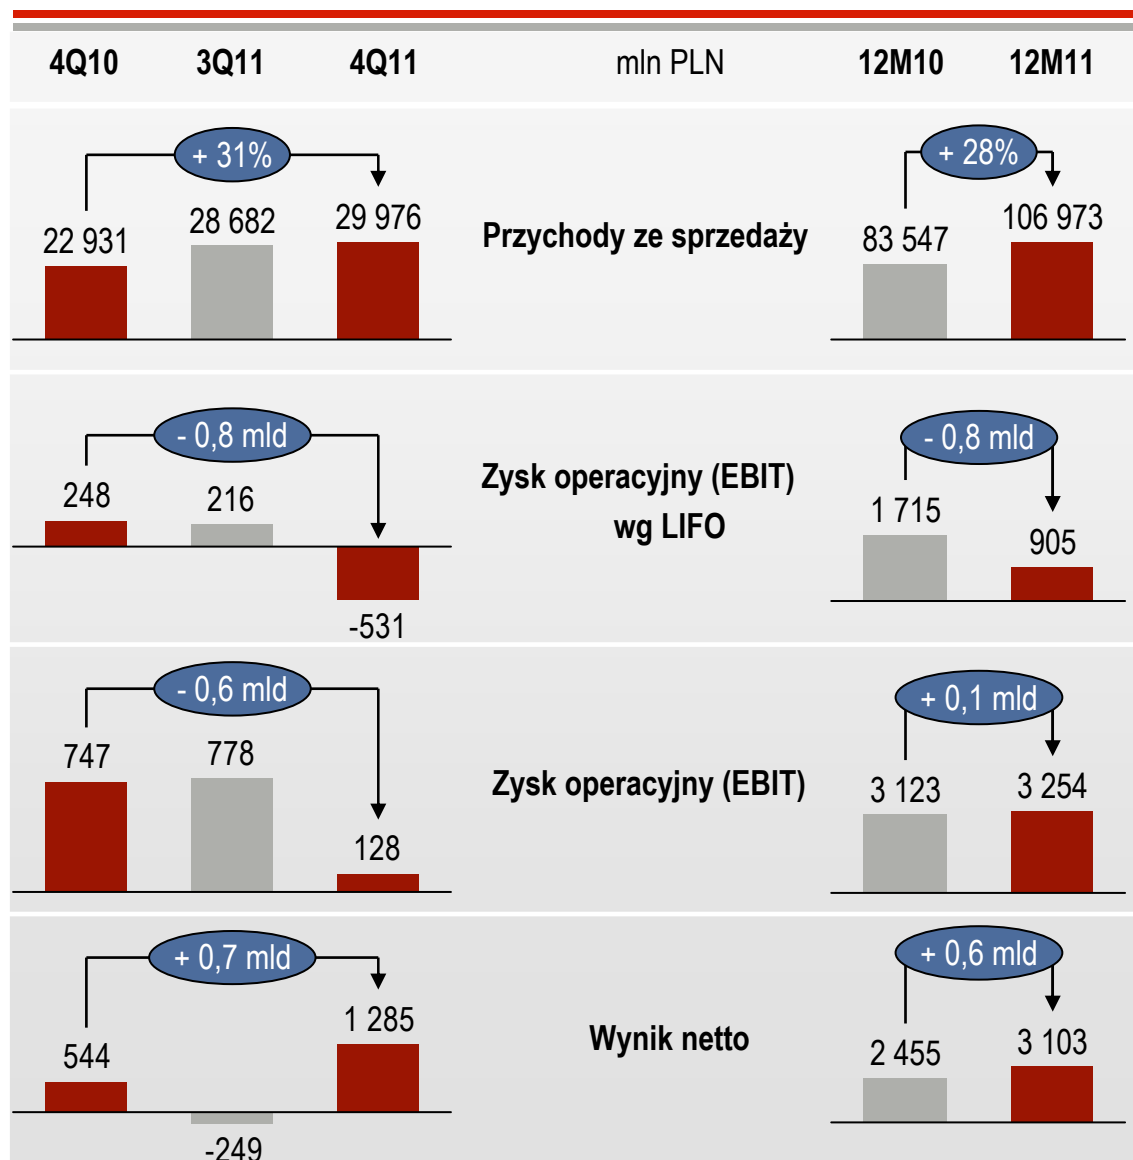 4Q10 3Q11 4Q11 mln PLN 12M10 12M11
+ 31% + 28%
22 931 28 682 29 976 Przychody ze sprzedaży 83 547 106 973
- 0,8 mld - 0,8 mld
248 216 Zysk operacyjny (EBIT) 1 715
wg LIFO 905
-531
- 0,6 mld + 0,1 mld
747 778 Zysk operacyjny (EBIT) 3 123 3 254
128
+ 0,7 mld + 0,6 mld
544 1 285 Wynik netto 2 455 3 103
-249